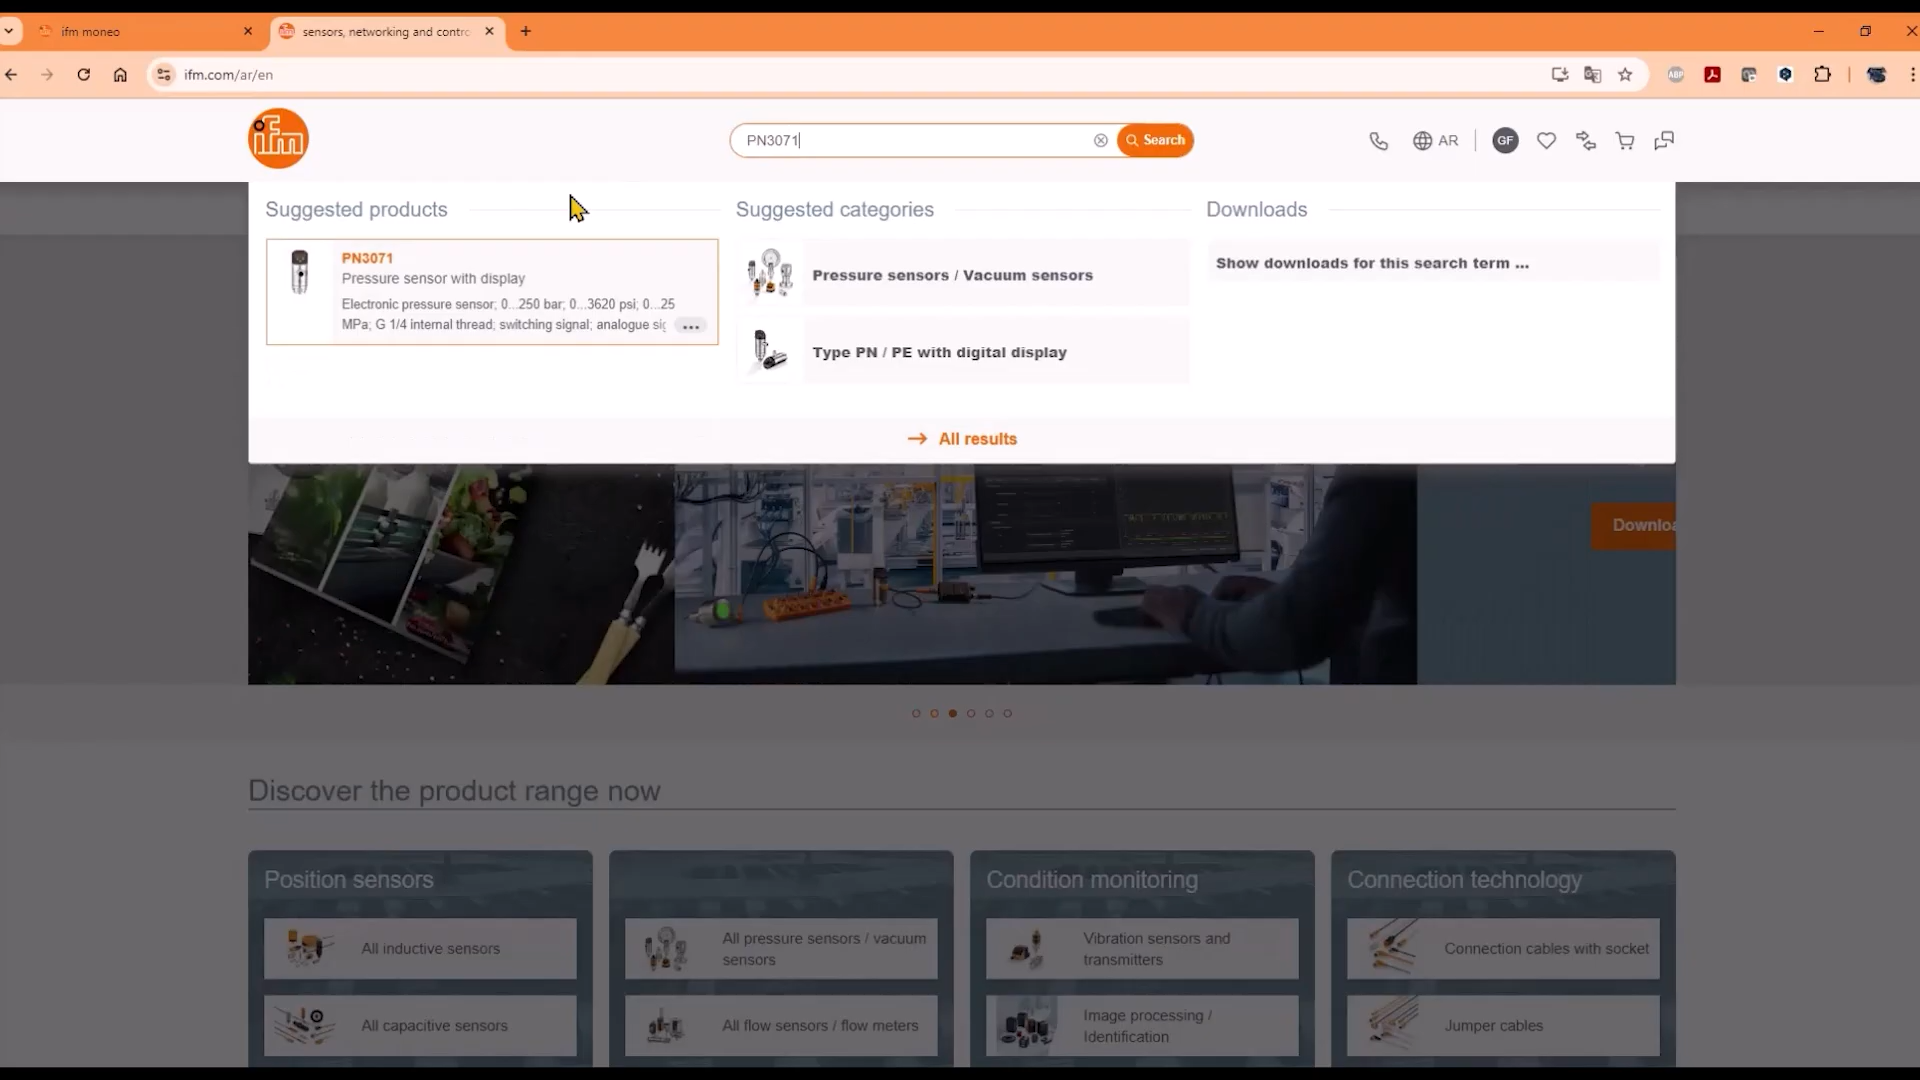 ifm moneo
sensors, networking and contro
ifm.com/ar/en
ABP
ifm
PN3071
Search
AR
GF
Suggested products
Suggested categories
Downloads
PN3071
Pressure sensor with display
Electronic pressure sensor; 0...250 bar; 0...3620 psi; 0...25
MPa; G 1/4 internal thread; switching signal; analogue sig
...
Pressure sensors / Vacuum sensors
Type PN / PE with digital display
Show downloads for this search term ...
All results
Downloa
Discover the product range now
Position sensors
Condition monitoring
Connection technology
All inductive sensors
All pressure sensors / vacuum
sensors
Vibration sensors and
transmitters
Connection cables with socket
All capacitive sensors
All flow sensors / flow meters
Image processing /
Identification
Jumper cables